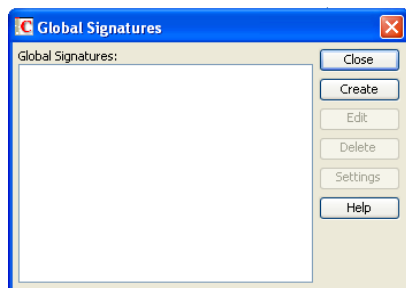 Global Signatures
Global Signatures:
Close
Create
Edit
Delete
Settings
Help